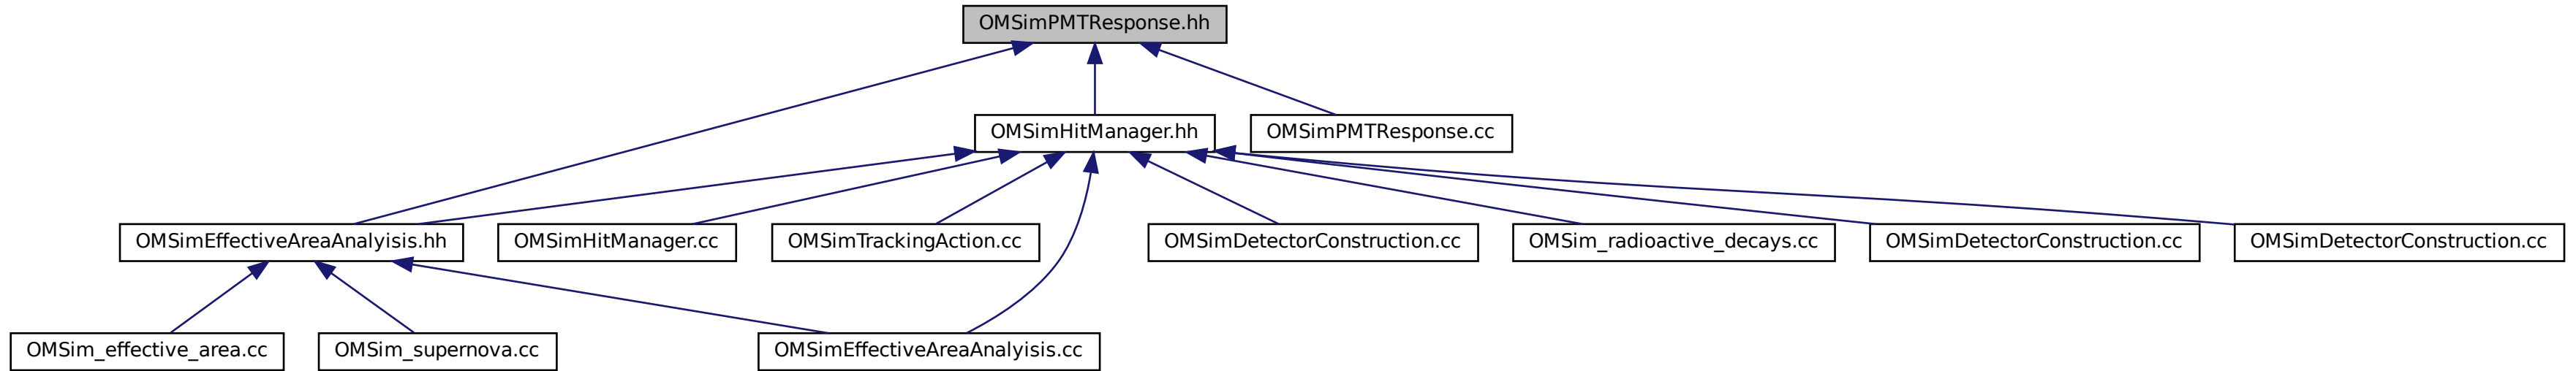 OMSimPMTResponse.hh
OMSimHitManager.hh
OMSimPMTResponse.cc
OMSimEffectiveAreaAnalyisis.hh
OMSimHitManager.cc
OMSimTrackingAction.cc
OMSimDetectorConstruction.cc
OMSim_radioactive_decays.cc
OMSimDetectorConstruction.cc
OMSimDetectorConstruction.cc
OMSim_effective_area.cc
OMSim_supernova.cc
OMSimEffectiveAreaAnalyisis.cc